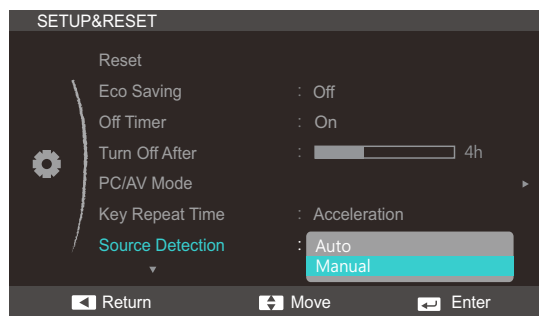 SETUP&RESET
Reset
Eco Saving : Off
Off Timer : On
Turn Off After : 4h
PC/AV Mode
Key Repeat Time : Acceleration
Source Detection : Auto
Manual
Return Move Enter